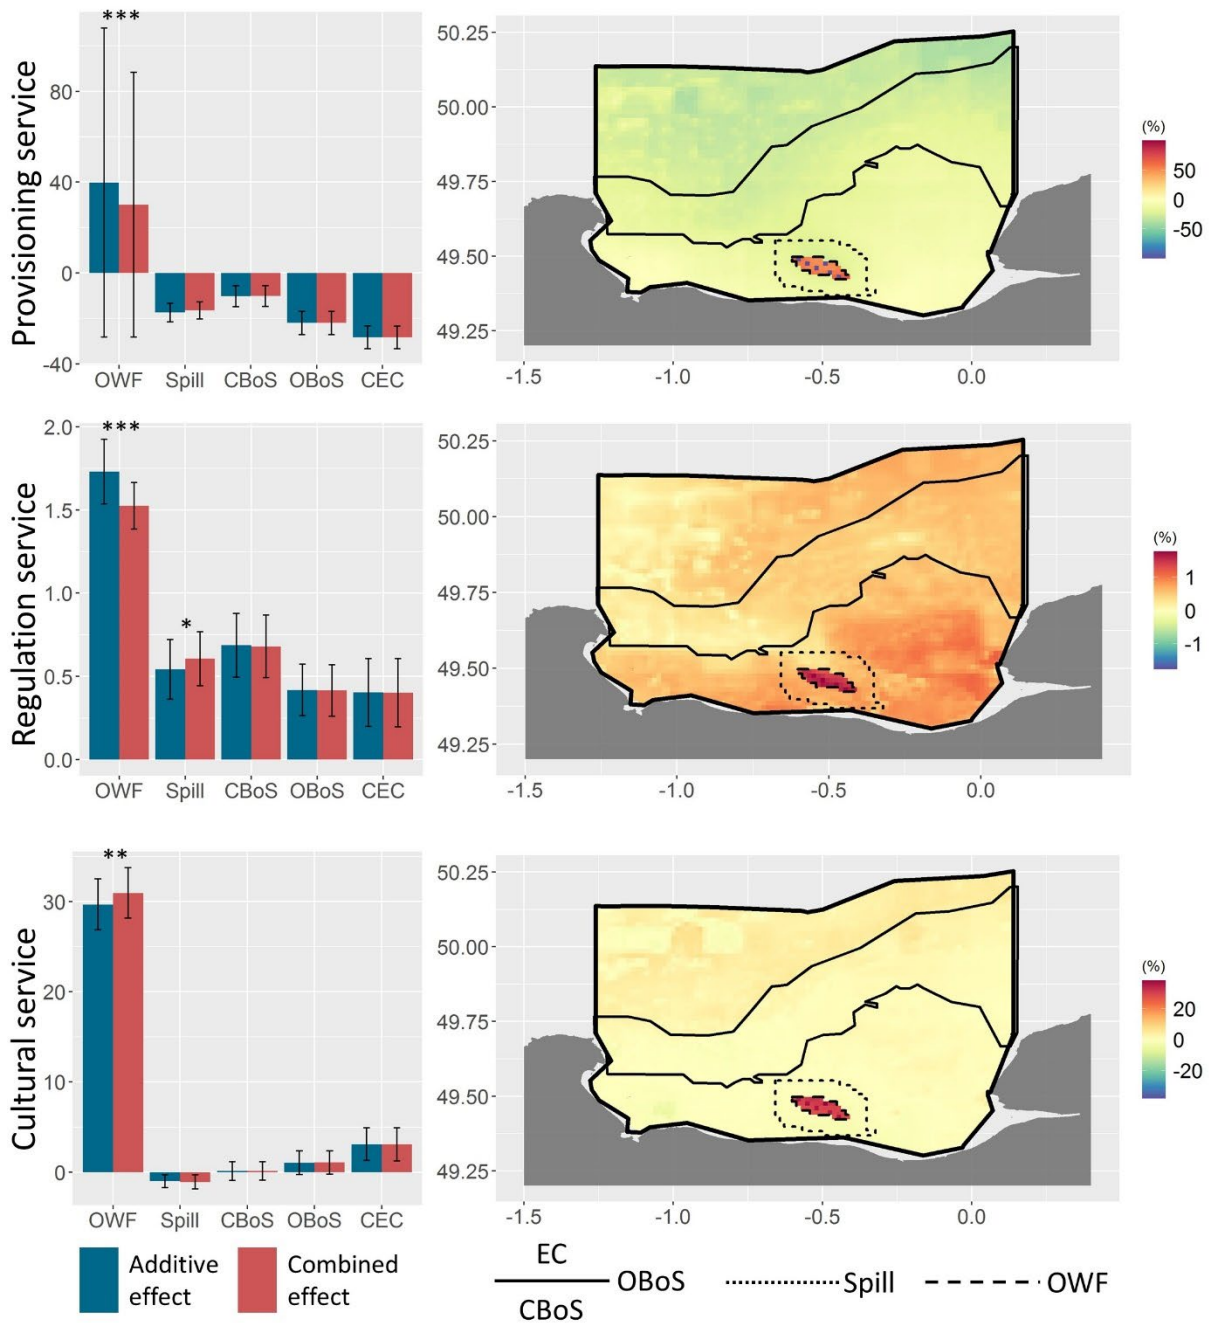 Provisioning service
***
80
40
0
-40
OWF Spill CBoS OBoS CEC
50.25
50.00
49.75
49.50
49.25
-1.5 -1.0 -0.5 0.0
(%)
50
0
-50
Regulation service
***
*
2.0
1.5
1.0
0.5
0.0
OWF Spill CBoS OBoS CEC
50.25
50.00
49.75
49.50
49.25
-1.5 -1.0 -0.5 0.0
(%)
1
0
-1
Cultural service
**
30
20
10
0
OWF Spill CBoS OBoS CEC
50.25
50.00
49.75
49.50
49.25
-1.5 -1.0 -0.5 0.0
(%)
20
0
-20
Additive
effect
Combined
effect
EC
OBoS
CBoS
Spill
OWF